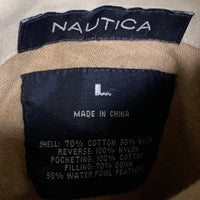 NAUTICA
L
MADE IN CHINA
SHELL: 70% COTTON 30% NYLON
REVERSE: 100% NYLON
POCKETING: 100% COTTON
FILLING: 70% DOWN
30% WATER FOWL FEATHER